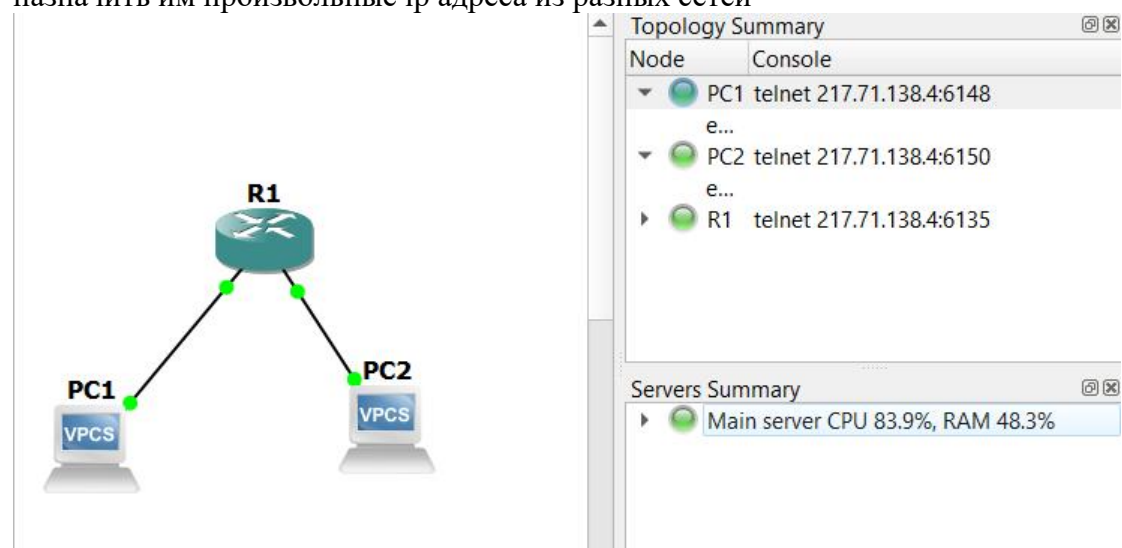 назначить им произвольные ip адреса из разных сетей
Topology Summary
Node Console
PC1 telnet 217.71.138.4:6148
e...
PC2 telnet 217.71.138.4:6150
e...
R1 telnet 217.71.138.4:6135
R1
PC1
VPCS
PC2
VPCS
Servers Summary
Main server CPU 83.9%, RAM 48.3%